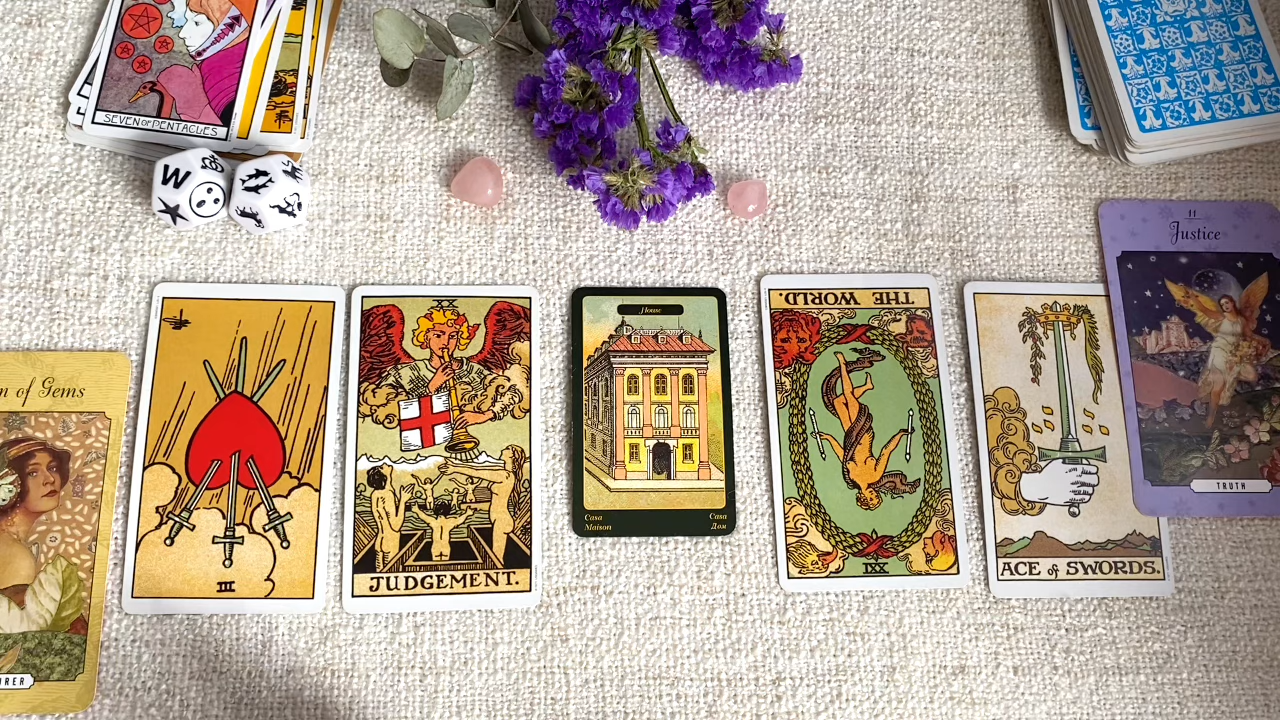 SEVEN OF PENTACLES
W
11
Justice
TRUTH
of Gems
III
XX
JUDGEMENT.
House
Casa Casa
Maison Дом
THE WORLD.
XXI
ACE of SWORDS.